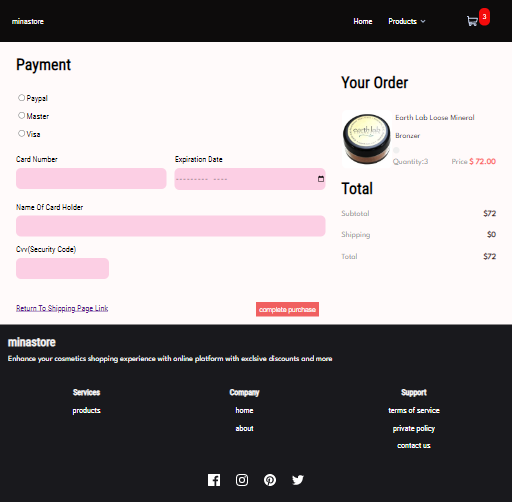 minastore
Home Products 3
Payment
Paypal
Master
Visa
Card Number Expiration Date
--------- ----
Name Of Card Holder
Cvv(Security Code)
Return To Shipping Page Link complete purchase
Your Order
earth lab
Earth Lab Loose Mineral
Bronzer
Quantity:3 Price $ 72.00
Total
Subtotal $72
Shipping $0
Total $72
minastore
Enhance your cosmetics shopping experience with online platform with exclsive discounts and more
Services Company Support
products home terms of service
about private policy
contact us